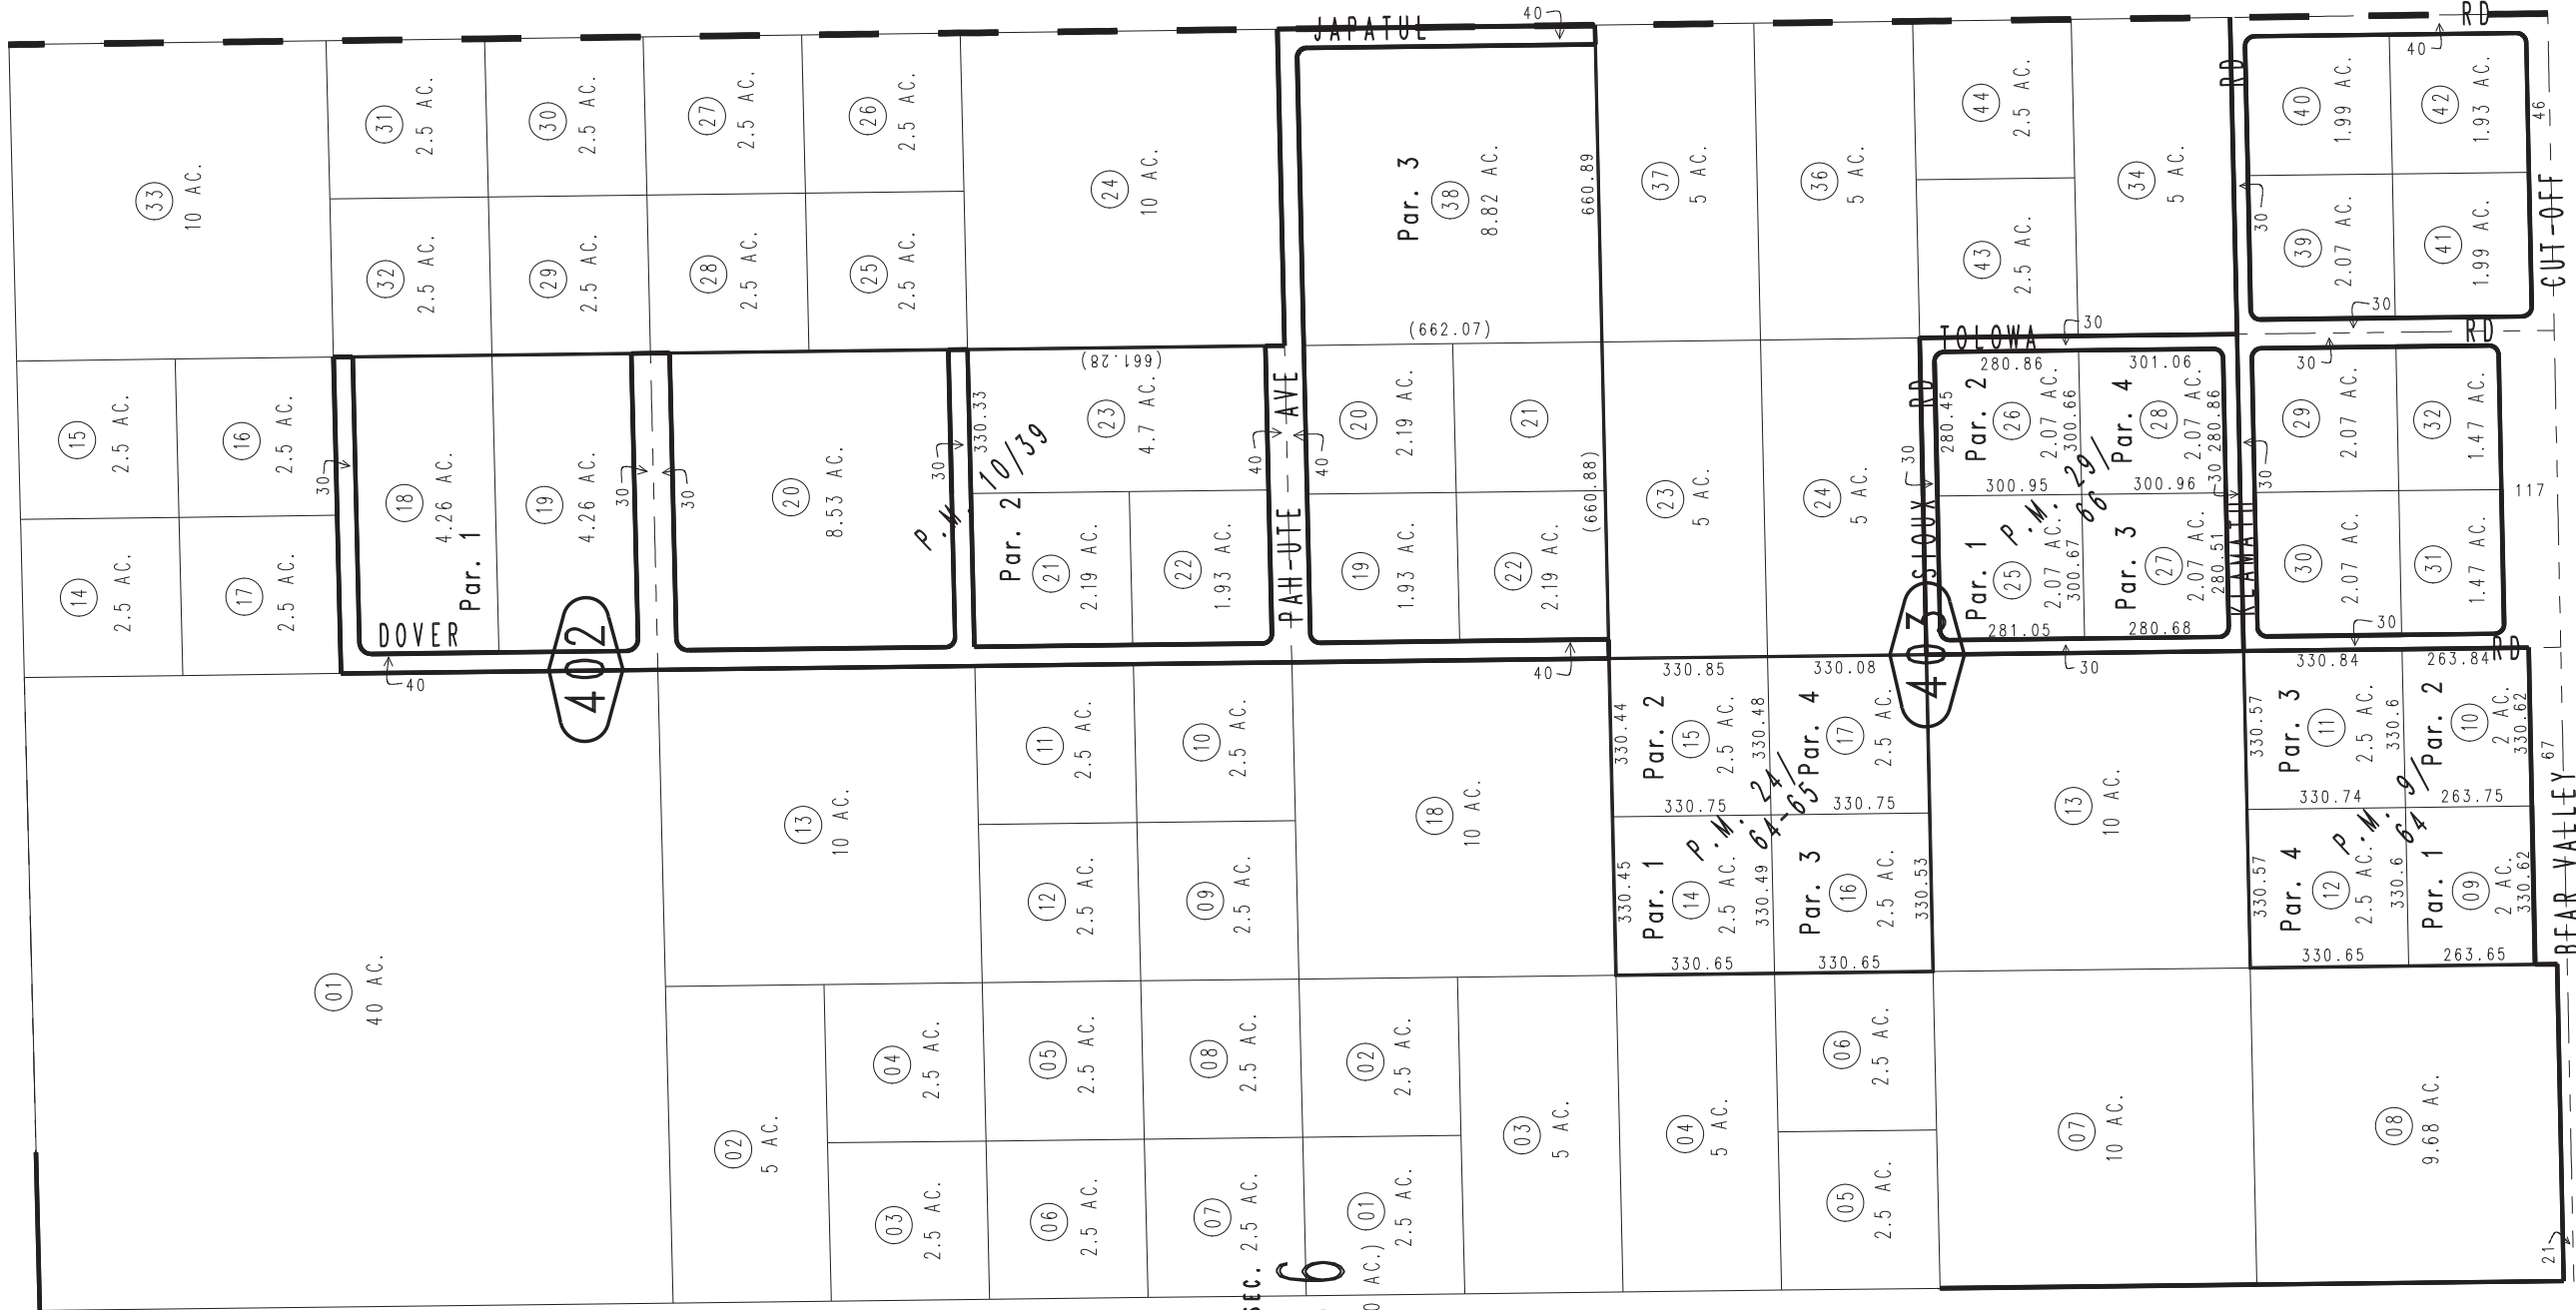 JAPATUL
RD
40
40
33
10 AC.
31
2.5 AC.
30
2.5 AC.
27
2.5 AC.
26
2.5 AC.
32
2.5 AC.
29
2.5 AC.
28
2.5 AC.
25
2.5 AC.
24
10 AC.
Par. 3
38
8.82 AC.
660.89
(662.07)
37
5 AC.
36
5 AC.
44
2.5 AC.
43
2.5 AC.
34
5 AC.
RD
30
40
1.99 AC.
42
1.93 AC.
39
2.07 AC.
41
1.99 AC.
46
CUT-OFF
30
TOLOWA
30
RD
30
15
2.5 AC.
16
2.5 AC.
14
2.5 AC.
17
2.5 AC.
30
18
4.26 AC.
Par. 1
19
4.26 AC.
30
30
20
8.53 AC.
30
P.M. 10/39
330.33
(661.28)
23
4.7 AC.
Par. 2
21
2.19 AC.
22
1.93 AC.
40
40
PAH-UTE AVE
20
2.19 AC.
21
19
1.93 AC.
22
2.19 AC.
(660.88)
23
5 AC.
24
5 AC.
30
SIOUX RD
280.86
301.06
280.45
Par. 2
26
2.07 AC.
300.66
Par. 4
28
2.07 AC.
280.86
300.95
300.96
P.M. 29/
66
Par. 1
25
2.07 AC.
300.67
Par. 3
27
2.07 AC.
280.51
281.05
280.68
30
KLAMATH
30
29
2.07 AC.
32
1.47 AC.
30
2.07 AC.
31
1.47 AC.
117
30
DOVER
RD
40
40
30
402
403
01
40 AC.
13
10 AC.
11
2.5 AC.
10
2.5 AC.
12
2.5 AC.
09
2.5 AC.
18
10 AC.
330.85
330.08
330.44
Par. 2
15
2.5 AC.
330.48
Par. 4
17
2.5 AC.
330.75
330.75
P.M. 24/
64-65
330.45
Par. 1
14
2.5 AC.
330.49
Par. 3
16
2.5 AC.
330.53
330.65
330.65
13
10 AC.
330.84
263.84
330.57
Par. 3
11
2.5 AC.
330.6
Par. 2
10
2 AC.
330.62
67
330.74
263.75
P.M. 9/
64
330.57
Par. 4
12
2.5 AC.
330.6
Par. 1
09
2 AC.
330.62
330.65
263.65
BEAR VALLEY
02
5 AC.
04
2.5 AC.
03
2.5 AC.
05
2.5 AC.
06
2.5 AC.
08
2.5 AC.
07
2.5 AC.
02
2.5 AC.
01
2.5 AC.
03
5 AC.
04
5 AC.
06
2.5 AC.
05
2.5 AC.
07
10 AC.
08
9.68 AC.
21
SEC. 6
AC.)